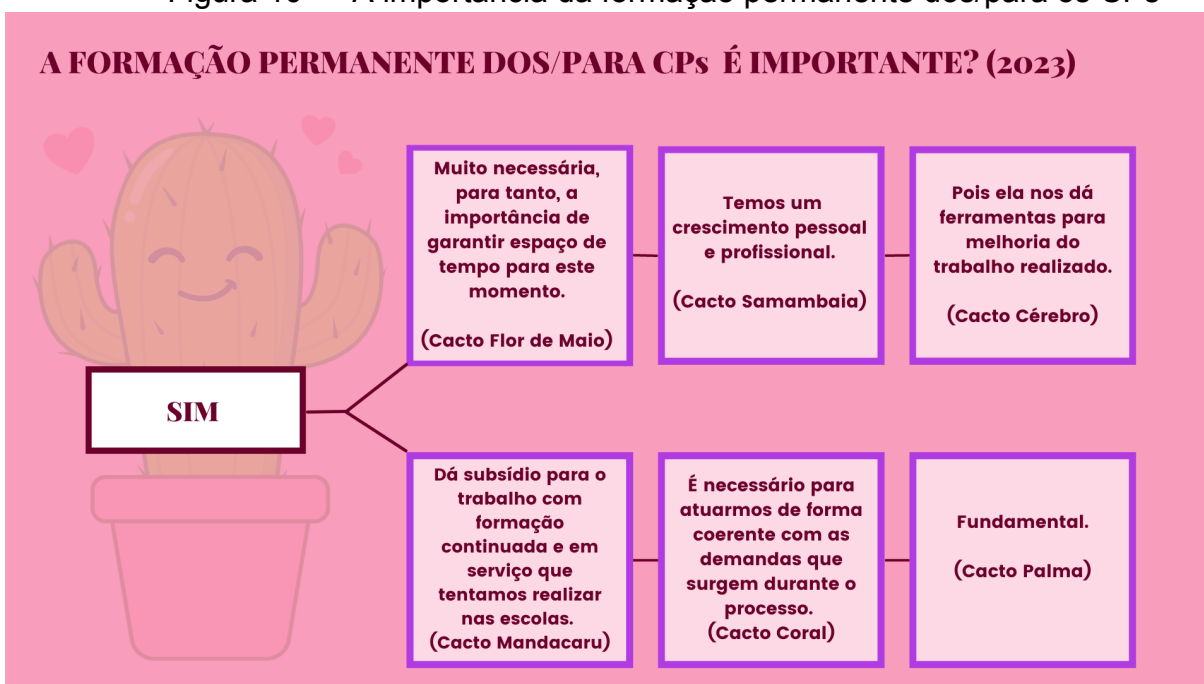 A FORMAÇÃO PERMANENTE DOS/PARA CPs É IMPORTANTE? (2023)
SIM
Muito necessária,
para tanto, a
importância de
garantir espaço de
tempo para este
momento.
(Cacto Flor de Maio)
Temos um
crescimento pessoal
e profissional.
(Cacto Samambaia)
Pois ela nos dá
ferramentas para
melhoria do
trabalho realizado.
(Cacto Cérebro)
Dá subsídio para o
trabalho com
formação
continuada e em
serviço que
tentamos realizar
nas escolas.
(Cacto Mandacaru)
É necessário para
atuarmos de forma
coerente com as
demandas que
surgem durante o
processo.
(Cacto Coral)
Fundamental.
(Cacto Palma)